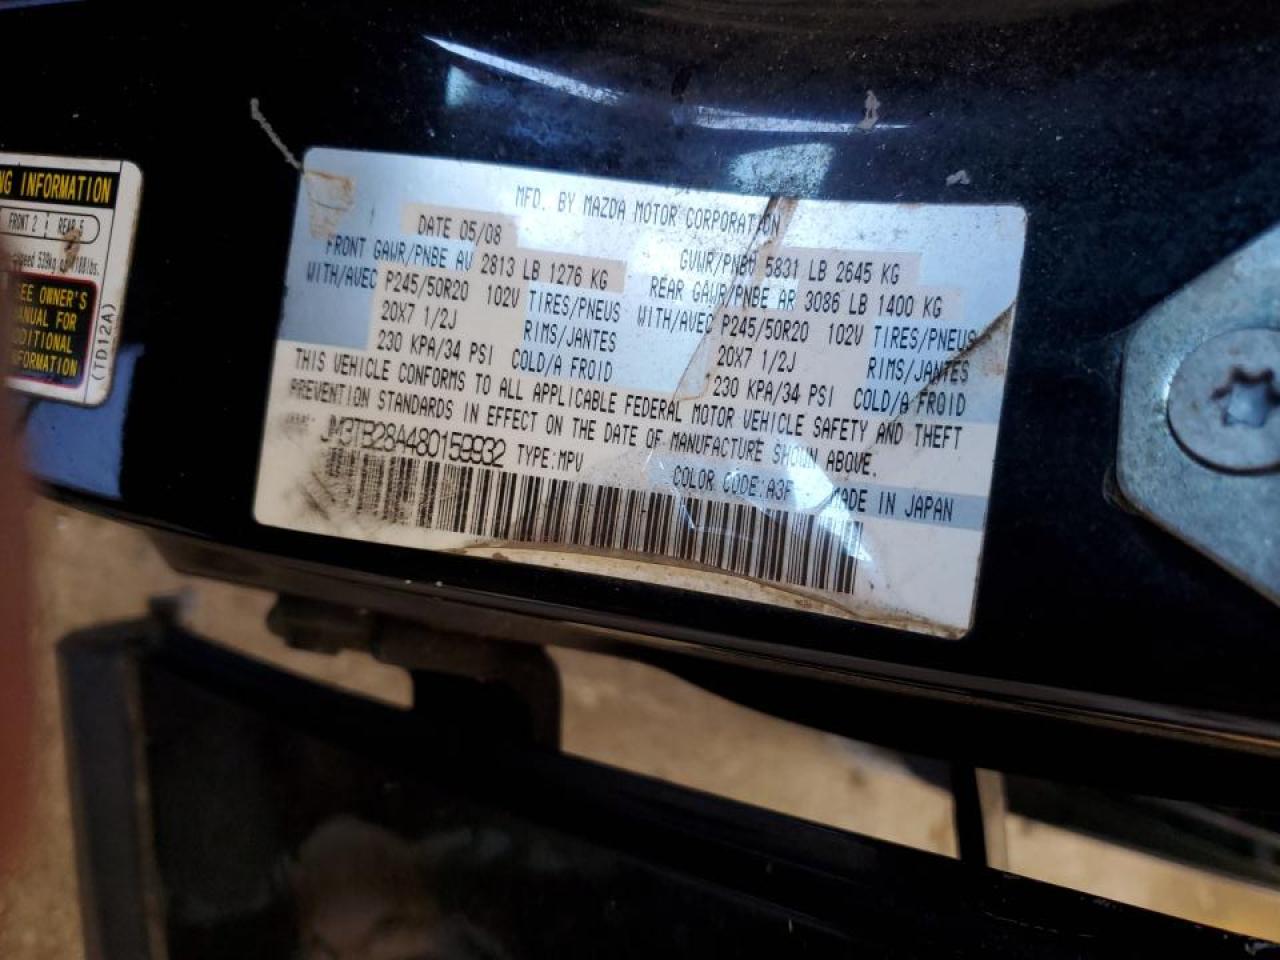 NG INFORMATION
FRONT 2 REAR 5
539kg or 1188lbs.
SEE OWNER'S
MANUAL FOR
ADDITIONAL
INFORMATION
(TD12A)
MFD. BY MAZDA MOTOR CORPORATION
DATE 05/08
GVWR/PNBV 5831 LB 2645 KG
FRONT GAWR/PNBE AV 2813 LB 1276 KG
REAR GAWR/PNBE AR 3086 LB 1400 KG
WITH/AVEC P245/50R20 102V TIRES/PNEUS
WITH/AVEC P245/50R20 102V TIRES/PNEUS
20X7 1/2J RIMS/JANTES
20X7 1/2J RIMS/JANTES
230 KPA/34 PSI COLD/A FROID
230 KPA/34 PSI COLD/A FROID
THIS VEHICLE CONFORMS TO ALL APPLICABLE FEDERAL MOTOR VEHICLE SAFETY AND THEFT
PREVENTION STANDARDS IN EFFECT ON THE DATE OF MANUFACTURE SHOWN ABOVE.
JM3TB28A480159932 TYPE:MPV
COLOR CODE:A3F MADE IN JAPAN